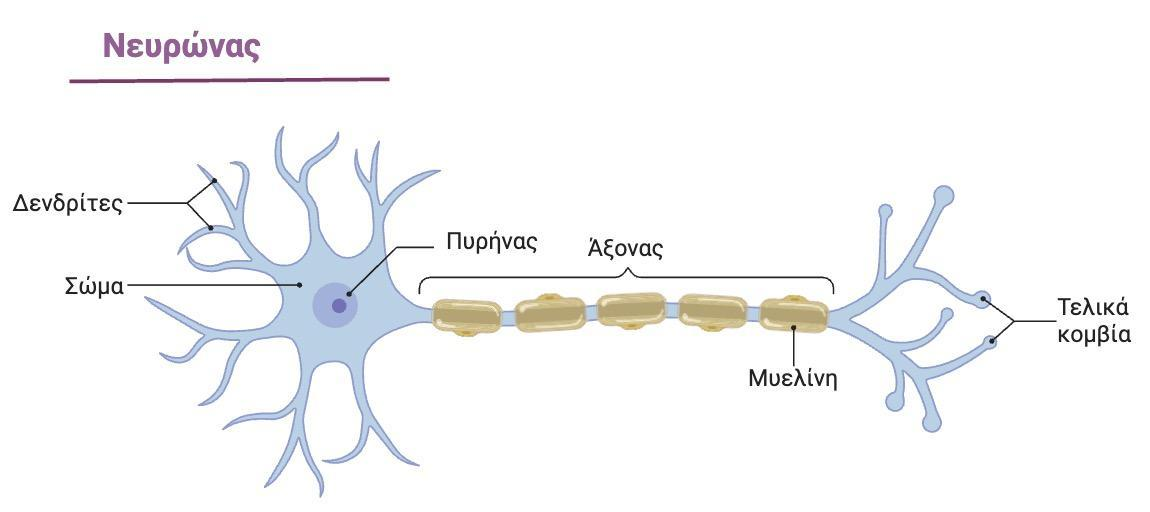 Νευρώνας
Δενδρίτες
Πυρήνας
Άξονας
Σώμα
Τελικά
κομβία
Μυελίνη